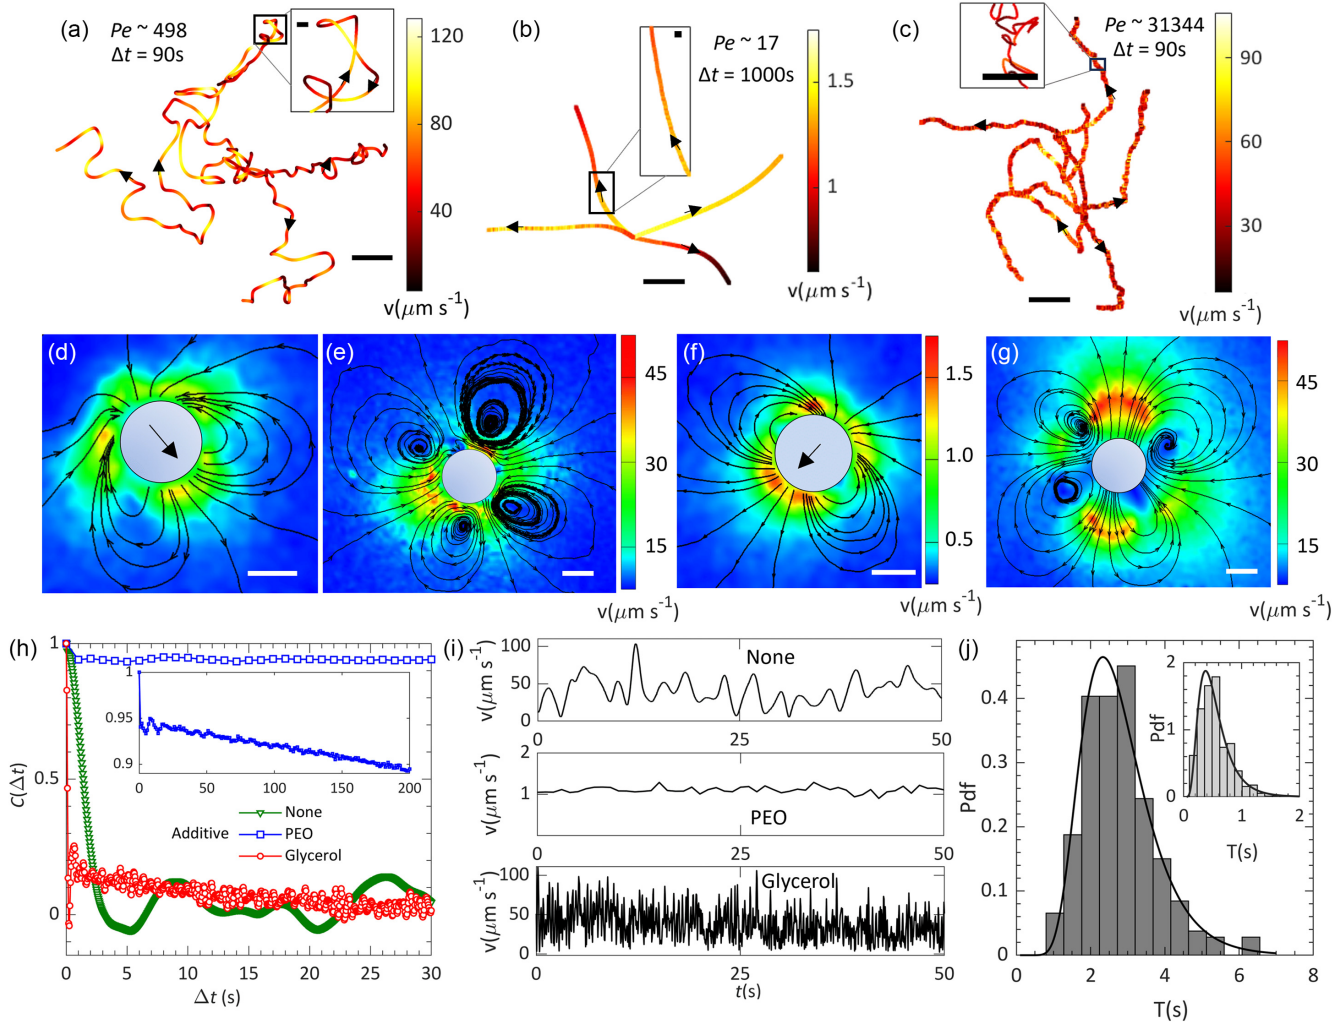 (a)
Pe ~ 498
Δt = 90s
120
80
40
v(μm s⁻¹)
(b)
Pe ~ 17
Δt = 1000s
1.5
1
v(μm s⁻¹)
(c)
Pe ~ 31344
Δt = 90s
90
60
30
v(μm s⁻¹)
(d)
(e)
45
30
15
v(μm s⁻¹)
(f)
1.5
1.0
0.5
v(μm s⁻¹)
(g)
45
30
15
v(μm s⁻¹)
(h)
1
0.5
0
C(Δt)
1
0.95
0.9
0 50 100 150 200
Additive
None
PEO
Glycerol
0 5 10 15 20 25 30
Δt (s)
(i)
v(μm s⁻¹)
100
50
0
None
0 25 50
v(μm s⁻¹)
2
1
0
PEO
0 25 50
v(μm s⁻¹)
100
50
0
Glycerol
0 25 50
t(s)
(j)
Pdf
0.4
0.3
0.2
0.1
0
0 2 4 6 8
T(s)
Pdf
2
1
0
0 1 2
T(s)